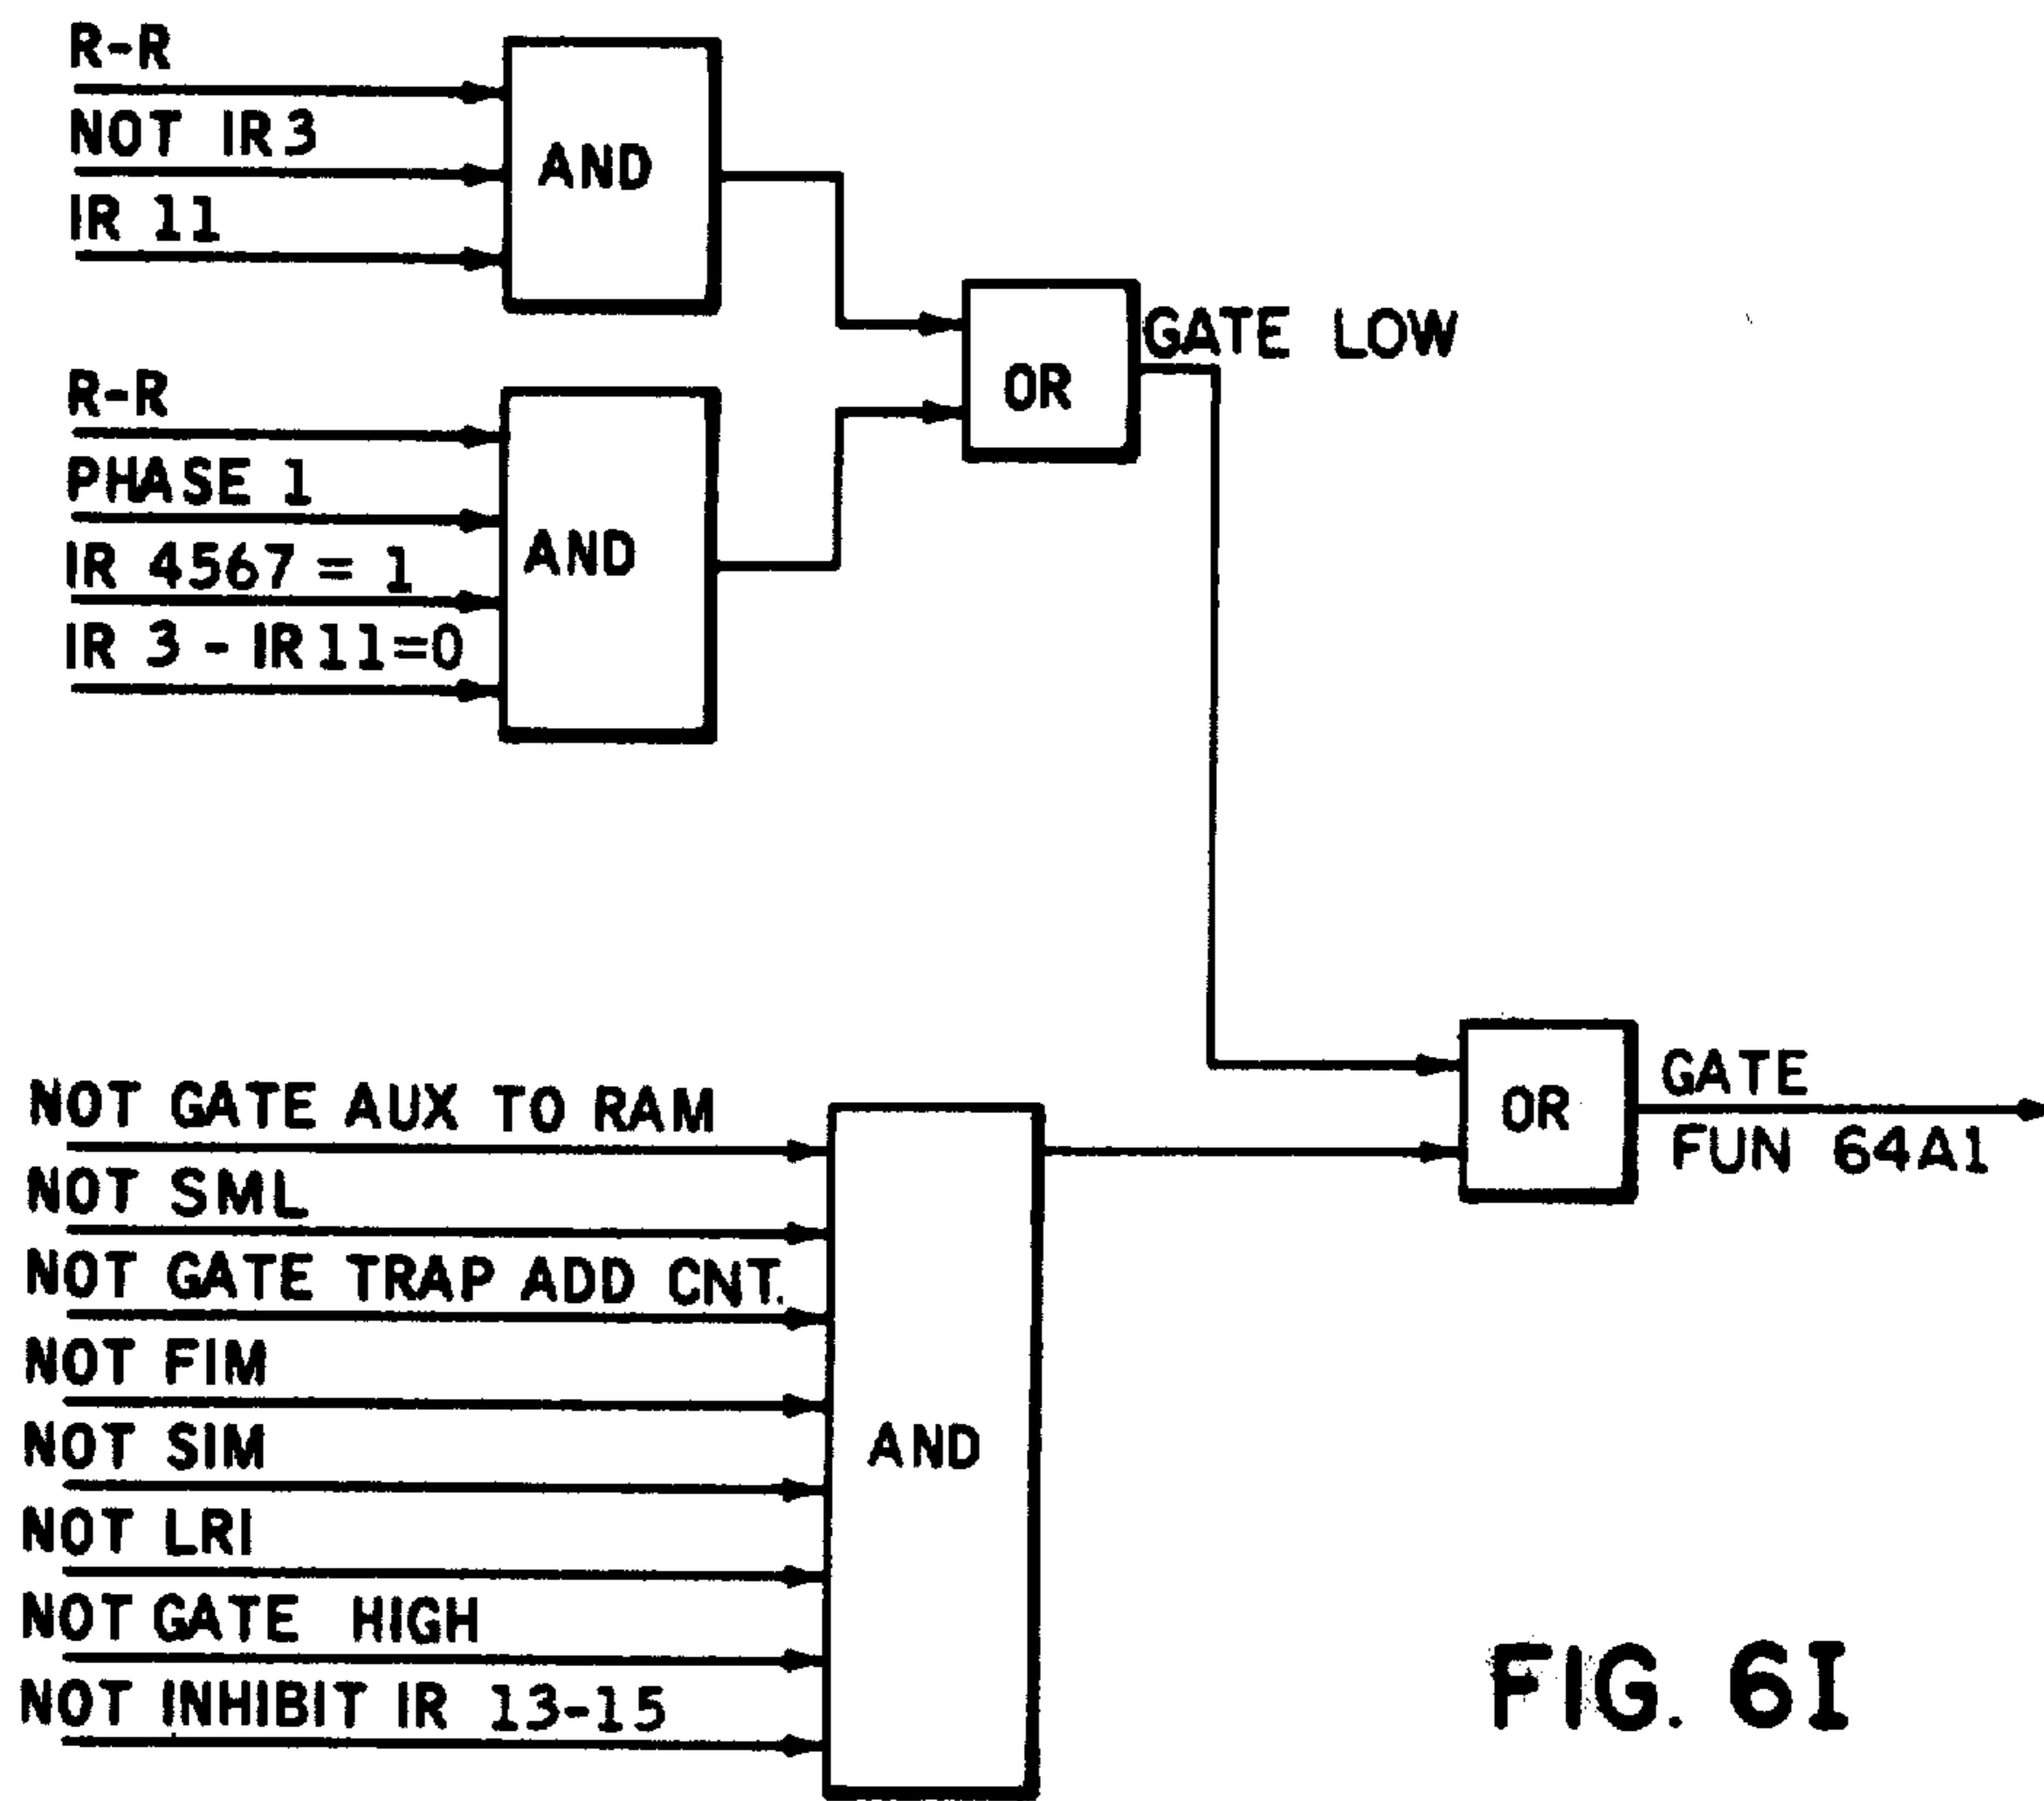 R-R
NOT IR3
IR 11
AND
R-R
PHASE 1
IR 4567 = 1
IR 3 - IR11=0
AND
OR
GATE LOW
NOT GATE AUX TO RAM
NOT SML
NOT GATE TRAP ADD CNT.
NOT FIM
NOT SIM
NOT LRI
NOT GATE HIGH
NOT INHIBIT IR 13-15
AND
OR
GATE
FUN 64A1
FIG. 6I